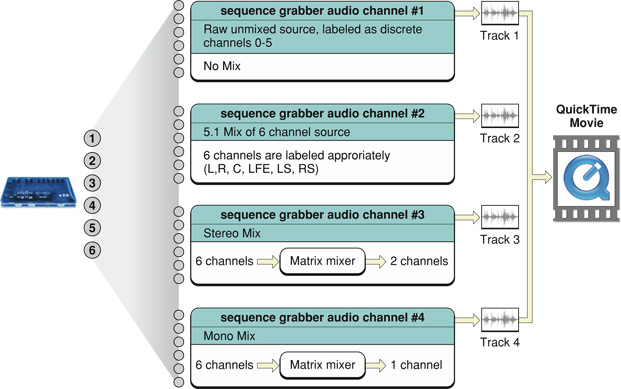 sequence grabber audio channel #1
Raw unmixed source, labeled as discrete
channels 0-5
No Mix
Track 1
sequence grabber audio channel #2
5.1 Mix of 6 channel source
6 channels are labeled approriately
(L,R, C, LFE, LS, RS)
Track 2
QuickTime
Movie
1
2
3
4
5
6
sequence grabber audio channel #3
Stereo Mix
6 channels
Matrix mixer
2 channels
Track 3
sequence grabber audio channel #4
Mono Mix
6 channels
Matrix mixer
1 channel
Track 4